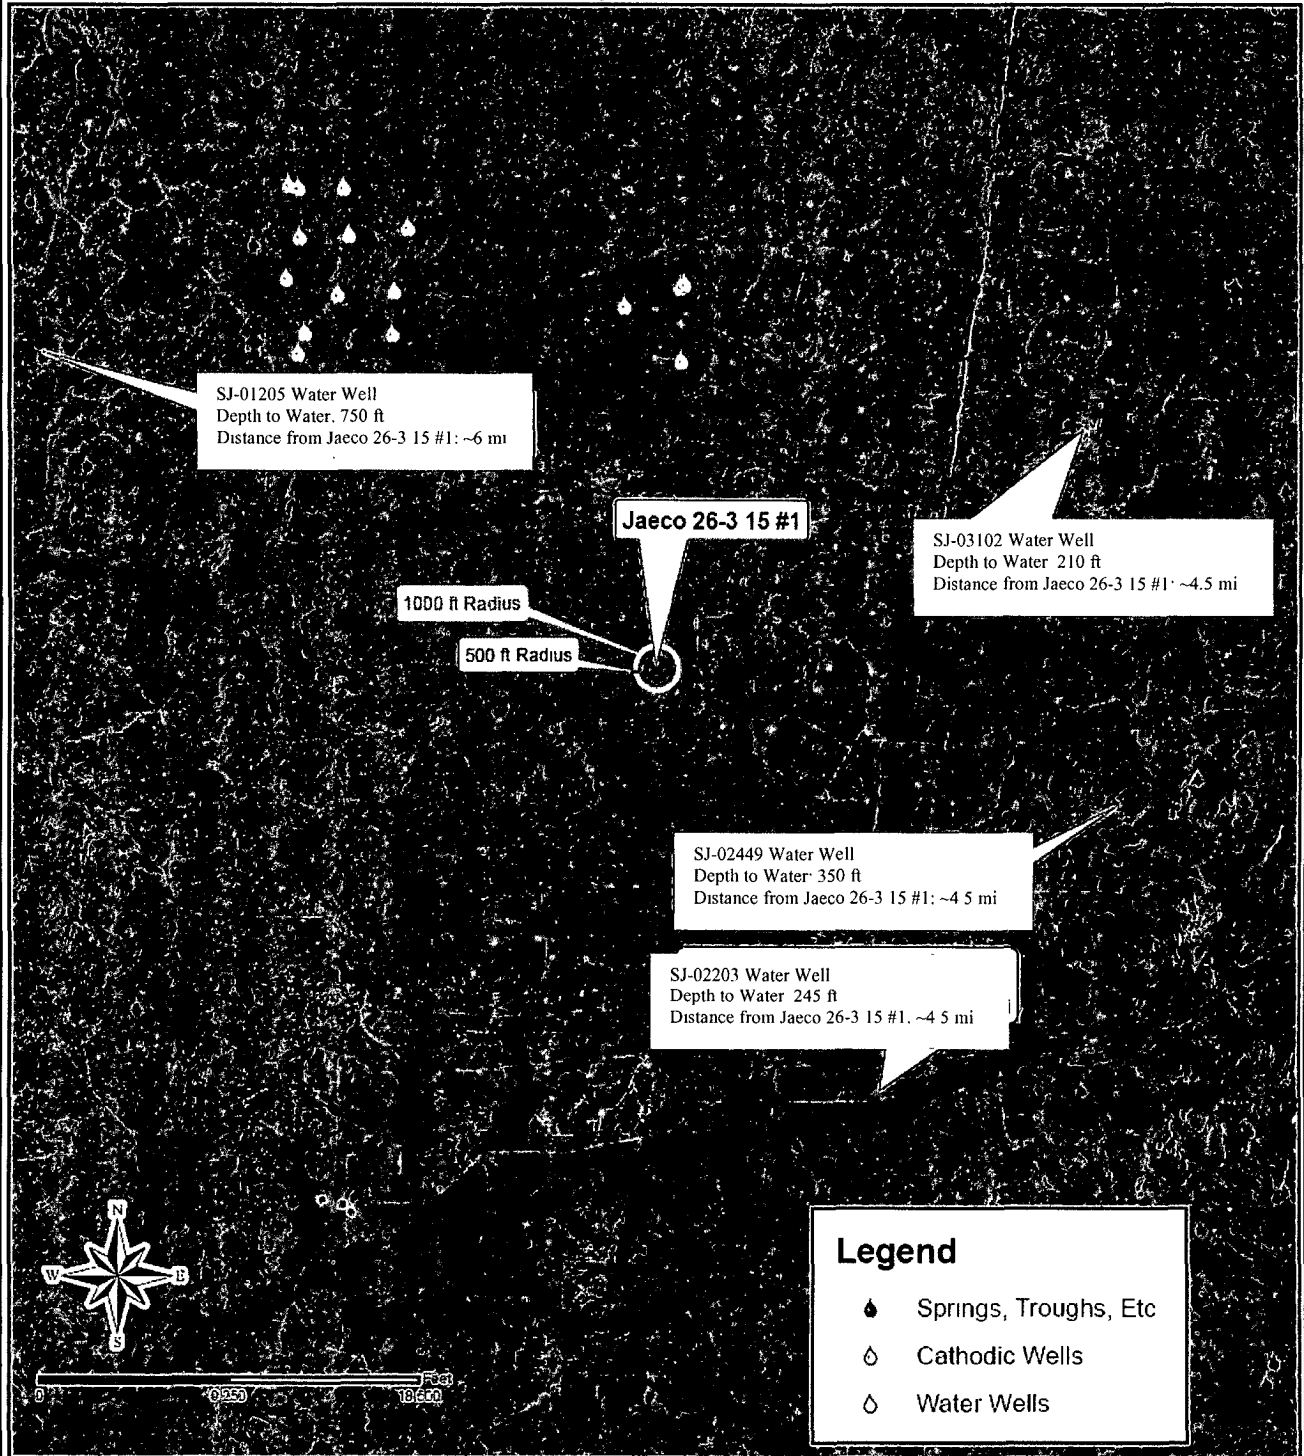 SJ-01205 Water Well
Depth to Water. 750 ft
Distance from Jaeco 26-3 15 #1: ~6 mi
Jaeco 26-3 15 #1
SJ-03102 Water Well
Depth to Water 210 ft
Distance from Jaeco 26-3 15 #1· ~4.5 mi
1000 ft Radius
500 ft Radius
SJ-02449 Water Well
Depth to Water· 350 ft
Distance from Jaeco 26-3 15 #1: ~4 5 mi
SJ-02203 Water Well
Depth to Water 245 ft
Distance from Jaeco 26-3 15 #1. ~4 5 mi
N
W E
S
Feet
0 18,500
Legend
Springs, Troughs, Etc
Cathodic Wells
Water Wells